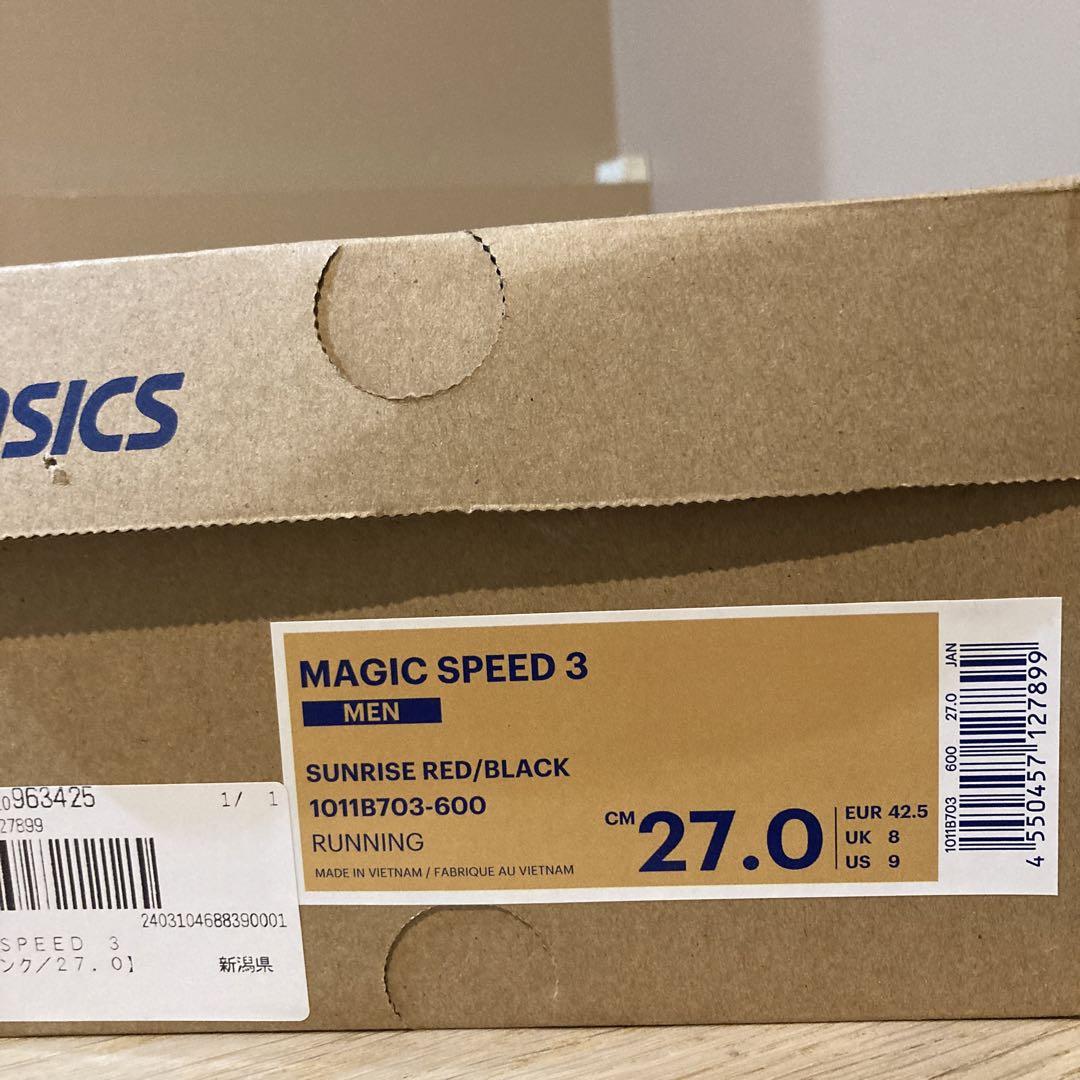 asics
MAGIC SPEED 3
MEN
SUNRISE RED/BLACK
1011B703-600
RUNNING
MADE IN VIETNAM / FABRIQUE AU VIETNAM
CM 27.0
EUR 42.5
UK 8
US 9
1011B703 600 27.0 JAN
4 550457 127899
963425 1/ 1
27899
2403104688390001
SPEED 3
ンク/27.0】
新潟県